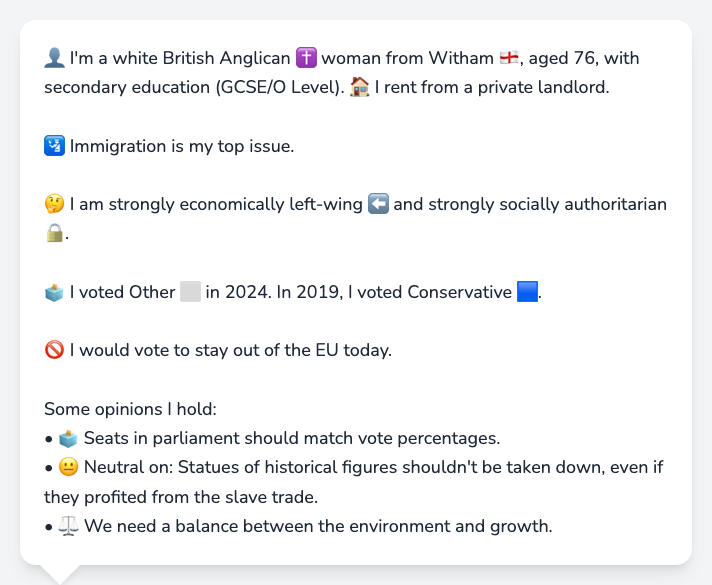 👤 I'm a white British Anglican ✝️ woman from Witham 🏴󠁧󠁢󠁥󠁮󠁧󠁿, aged 76, with
secondary education (GCSE/O Level). 🏠 I rent from a private landlord.
🛂 Immigration is my top issue.
🤔 I am strongly economically left-wing ⬅️ and strongly socially authoritarian
🔒.
🗳️ I voted Other ⬜ in 2024. In 2019, I voted Conservative 🟦.
🚫 I would vote to stay out of the EU today.
Some opinions I hold:
• 🗳️ Seats in parliament should match vote percentages.
• 😐 Neutral on: Statues of historical figures shouldn't be taken down, even if
they profited from the slave trade.
• ⚖️ We need a balance between the environment and growth.